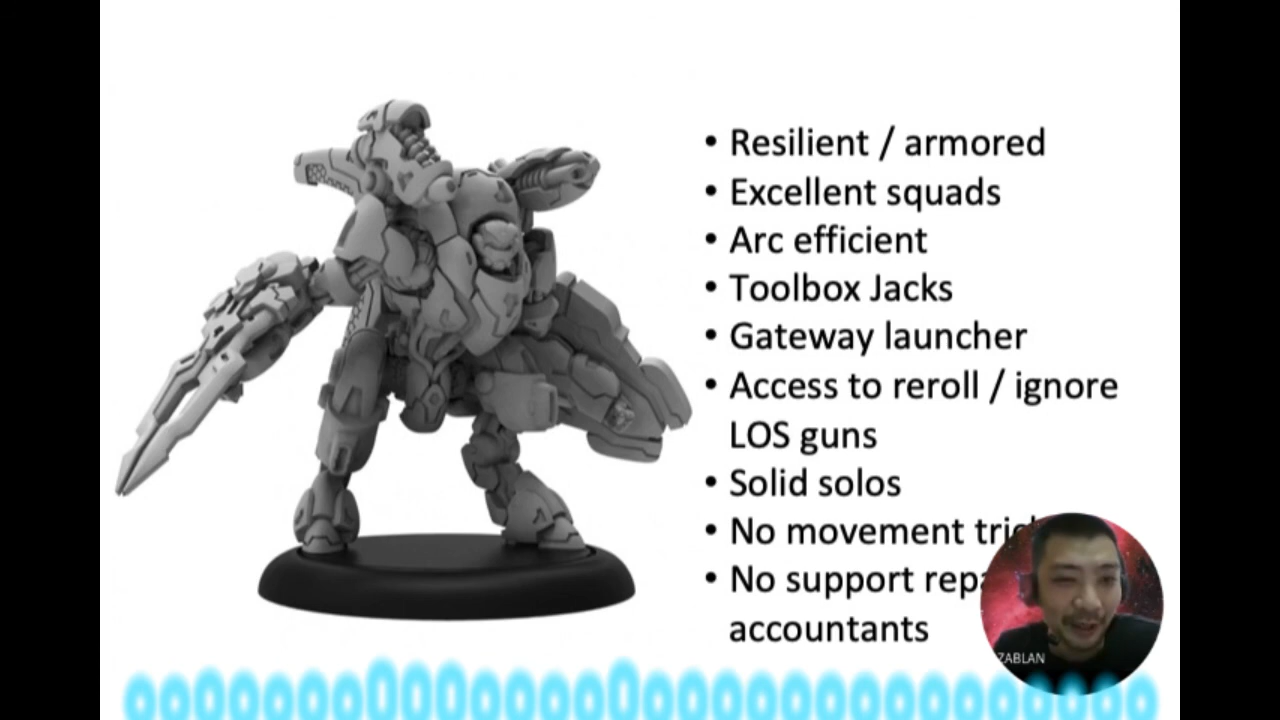 • Resilient / armored
• Excellent squads
• Arc efficient
• Toolbox Jacks
• Gateway launcher
• Access to reroll / ignore
LOS guns
• Solid solos
• No movement
• No support
accountants
ZABLAN